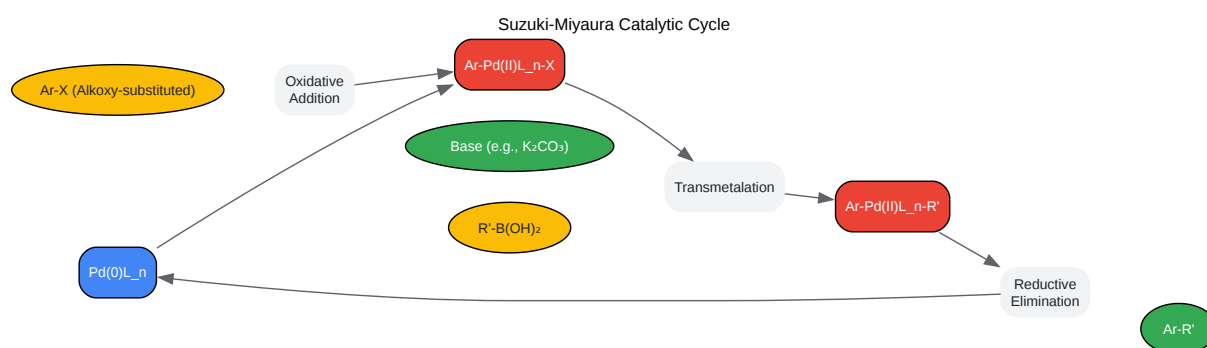 Suzuki-Miyaura Catalytic Cycle
Ar-X (Alkoxy-substituted)
Oxidative
Addition
Ar-Pd(II)L_n-X
Base (e.g., K₂CO₃)
Transmetalation
Ar-Pd(II)L_n-R'
R'-B(OH)₂
Pd(0)L_n
Reductive
Elimination
Ar-R'